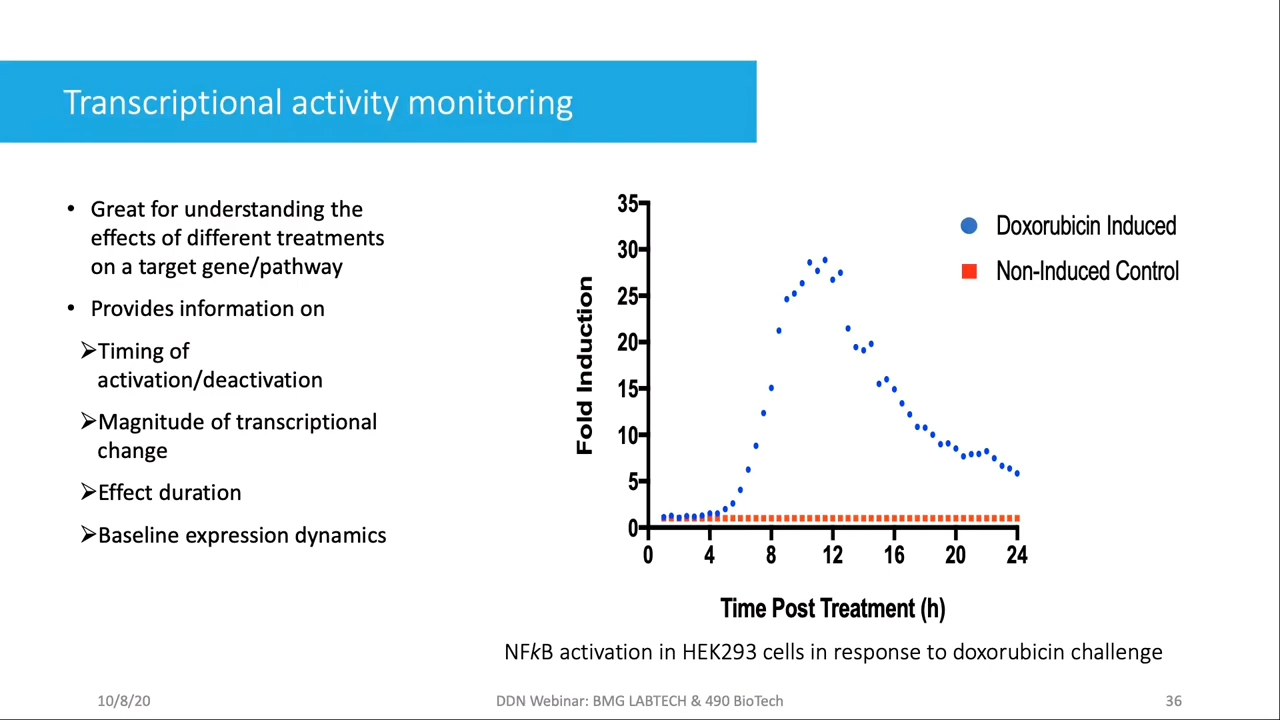 Transcriptional activity monitoring
• Great for understanding the
effects of different treatments
on a target gene/pathway
• Provides information on
➢Timing of
activation/deactivation
➢Magnitude of transcriptional
change
➢Effect duration
➢Baseline expression dynamics
35
30
25
20
15
10
5
0
Fold Induction
0 4 8 12 16 20 24
Time Post Treatment (h)
Doxorubicin Induced
Non-Induced Control
NFkB activation in HEK293 cells in response to doxorubicin challenge
10/8/20
DDN Webinar: BMG LABTECH & 490 BioTech
36